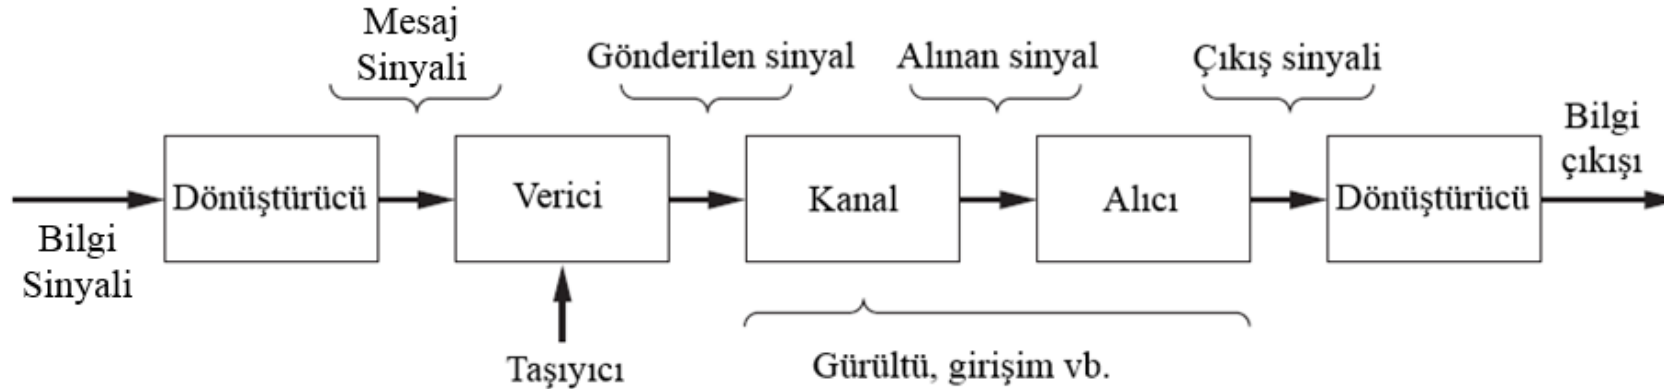 Mesaj
Sinyali
Gönderilen sinyal
Alınan sinyal
Çıkış sinyali
Bilgi
çıkışı
Dönüştürücü
Verici
Kanal
Alıcı
Dönüştürücü
Bilgi
Sinyali
Taşıyıcı
Gürültü, girişim vb.